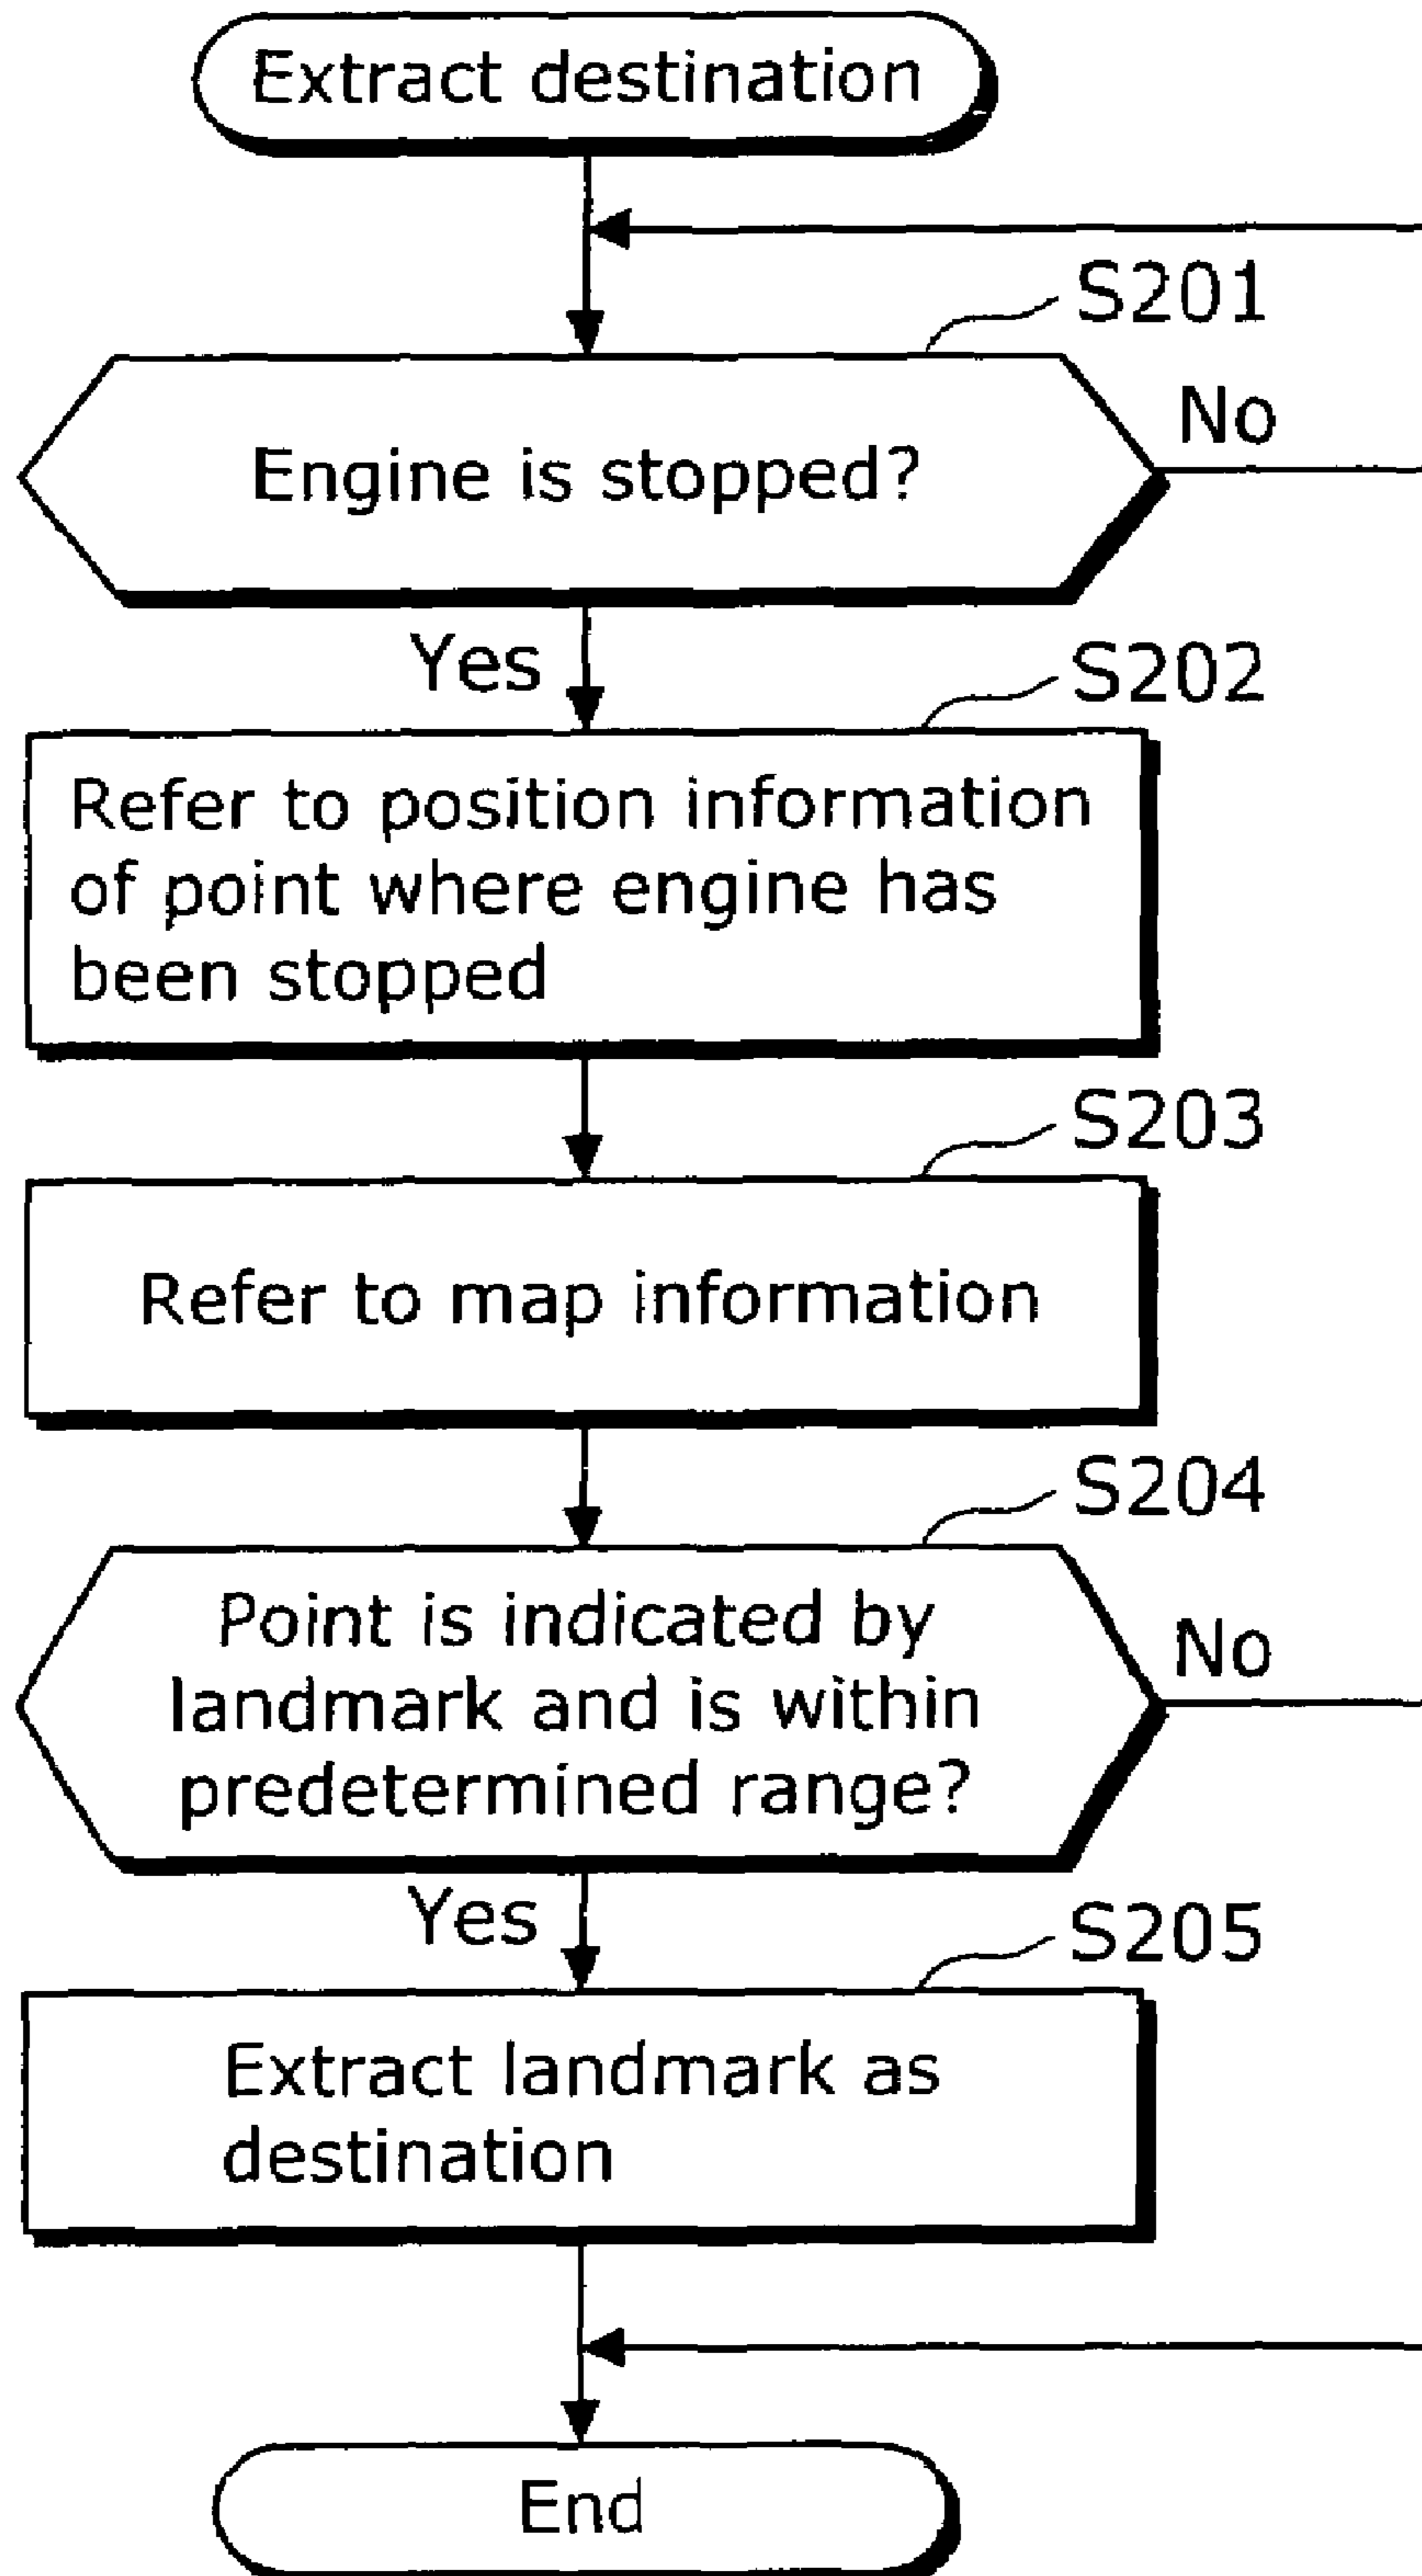 Extract destination
S201
Engine is stopped?
No
Yes
S202
Refer to position information
of point where engine has
been stopped
S203
Refer to map information
S204
Point is indicated by
landmark and is within
predetermined range?
No
Yes
S205
Extract landmark as
destination
End